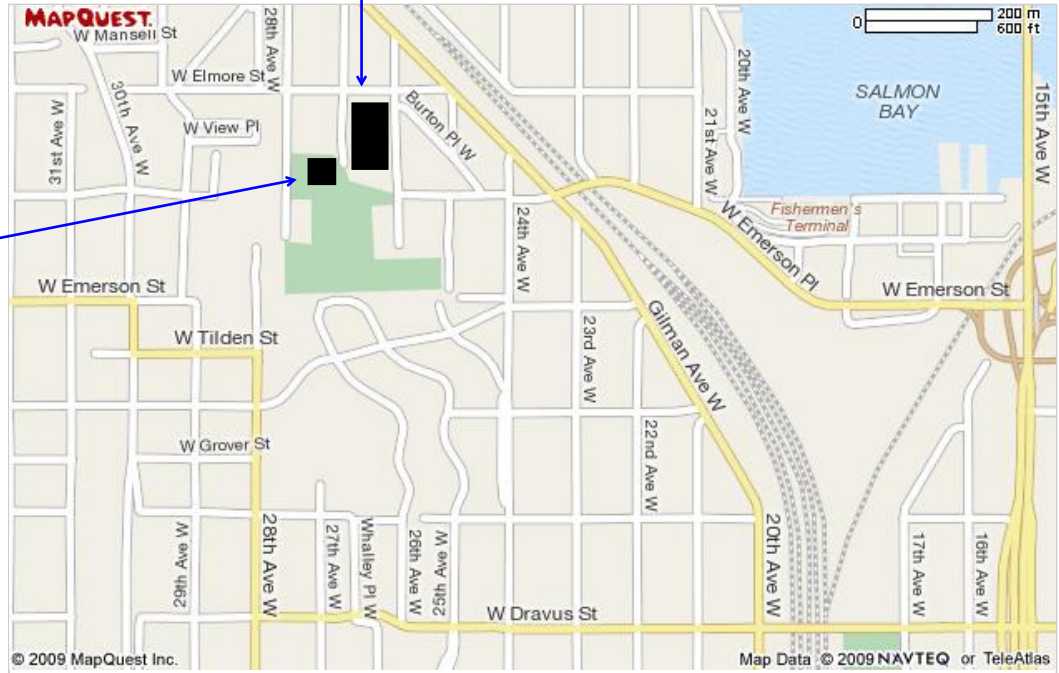 MAPQUEST.
W Mansell St
28th Ave W
200 m
0
600 ft
W Elmore St
30th Ave W
31st Ave W
W View Pl
Burton Pl W
20th Ave W
21st Ave W
SALMON
BAY
15th Ave W
Fishermen's
Terminal
24th Ave W
W Emerson Pl
W Emerson St
W Emerson St
W Tilden St
23rd Ave W
Gilman Ave W
W Grover St
22nd Ave W
29th Ave W
28th Ave W
27th Ave W
Whalley Pl W
26th Ave W
25th Ave W
20th Ave W
17th Ave W
16th Ave W
W Dravus St
© 2009 MapQuest Inc.
Map Data © 2009 NAVTEQ or TeleAtlas